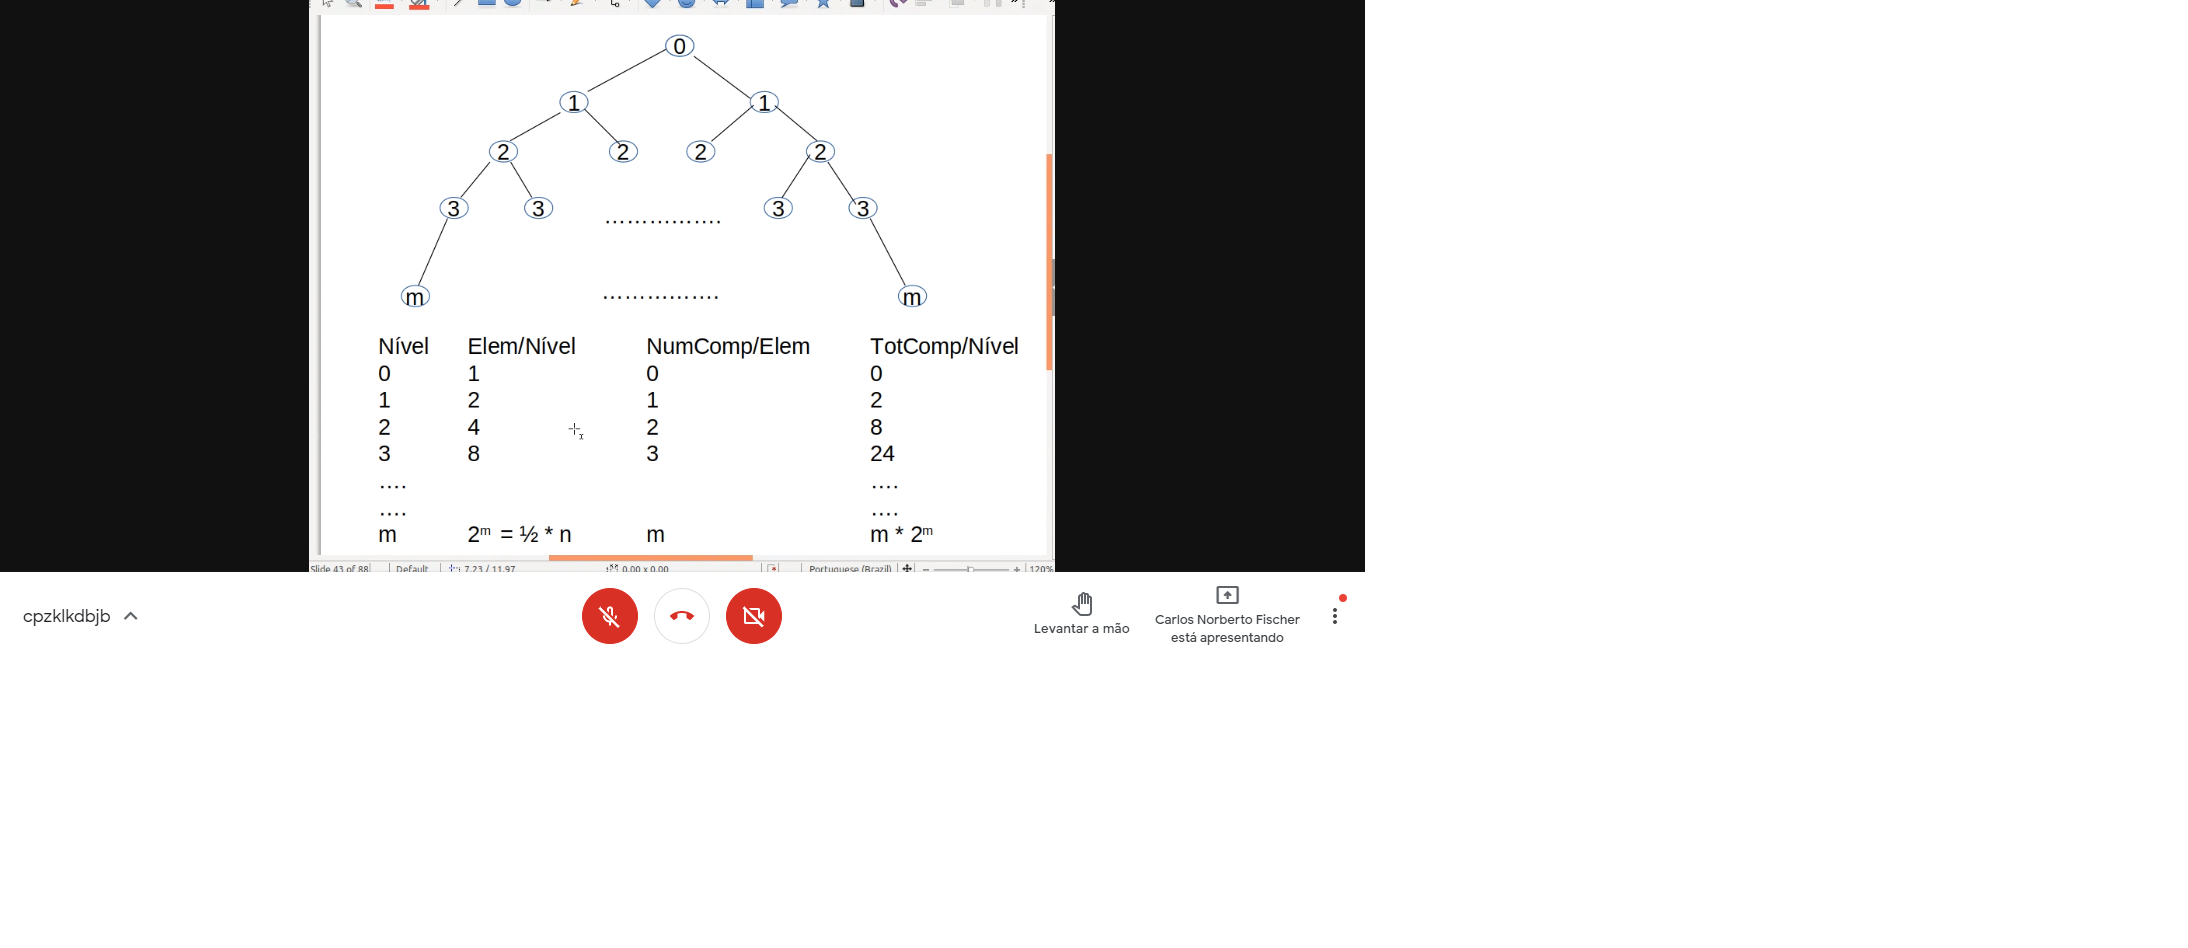 0
1 1
2 2 2 2
3 3 ................ 3 3
m ................ m
Nível Elem/Nível NumComp/Elem TotComp/Nível
0 1 0 0
1 2 1 2
2 4 2 8
3 8 3 24
.... ....
.... ....
m 2ᵐ = ½ * n m m * 2ᵐ
Slide 43 of 88 Default 7.23 / 11.97 0.00 x 0.00 Portuguese (Brazil) 120%
cpzklkdbjb
Levantar a mão
Carlos Norberto Fischer
está apresentando